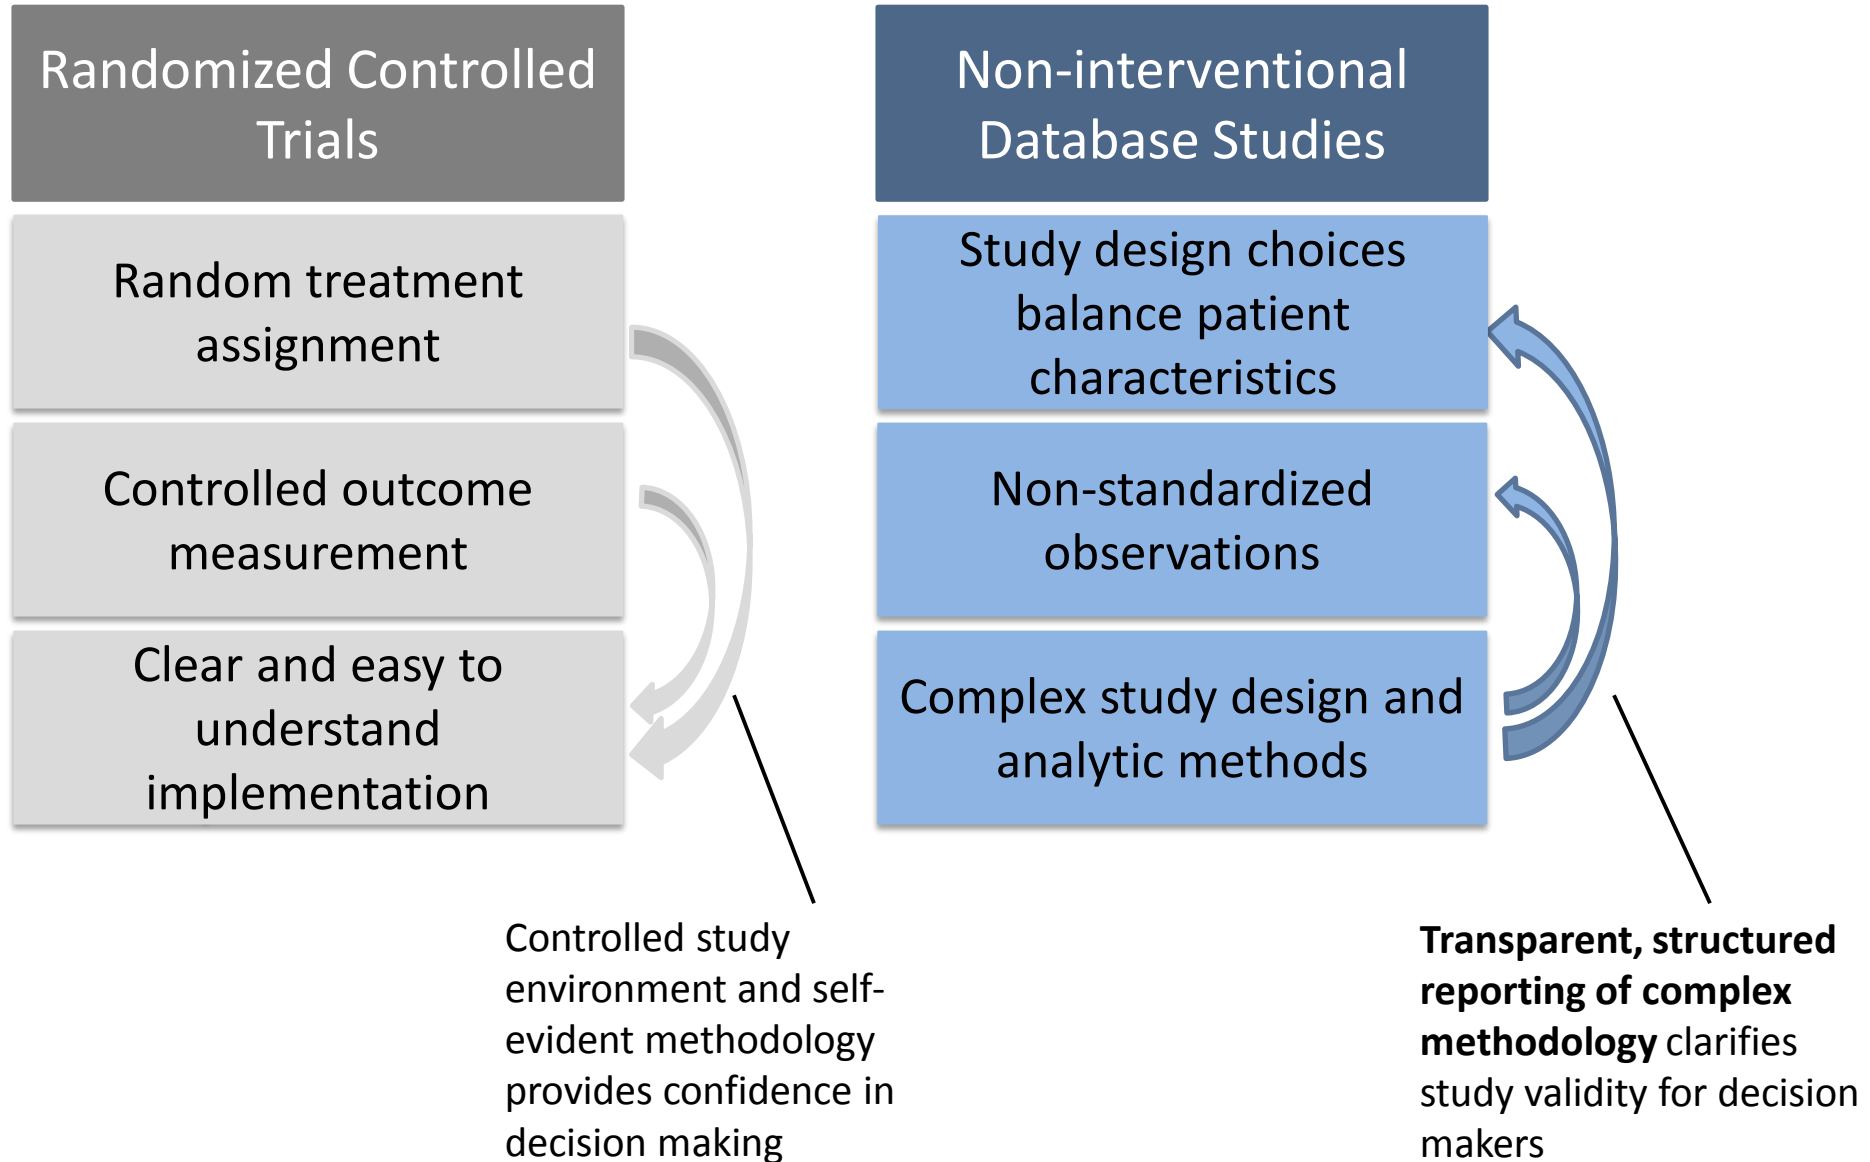 Randomized Controlled
Trials
Random treatment
assignment
Controlled outcome
measurement
Clear and easy to
understand
implementation
Controlled study
environment and self-
evident methodology
provides confidence in
decision making
Non-interventional
Database Studies
Study design choices
balance patient
characteristics
Non-standardized
observations
Complex study design and
analytic methods
Transparent, structured
reporting of complex
methodology clarifies
study validity for decision
makers